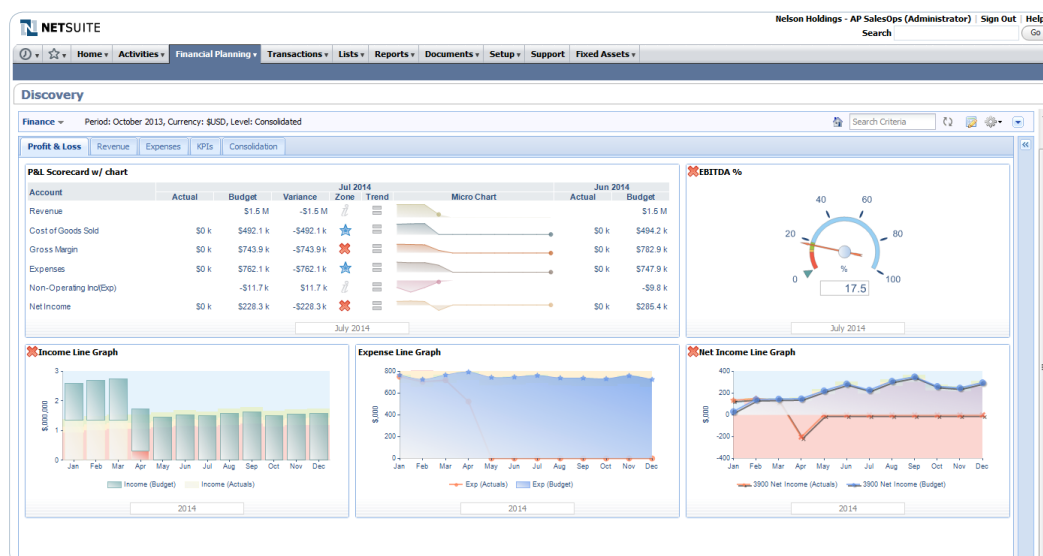 Nelson Holdings - AP SalesOps (Administrator) | Sign Out | Help
NETSUITE
Search
Go
Home Activities Financial Planning Transactions Lists Reports Documents Setup Support Fixed Assets
Discovery
Finance Period: October 2013, Currency: $USD, Level: Consolidated Search Criteria
Profit & Loss Revenue Expenses KPIs Consolidation
P&L Scorecard w/ chart
Account Jul 2014 Jun 2014
Actual Budget Variance Zone Trend Micro Chart Actual Budget
Revenue $1.5 M -$1.5 M $1.5 M
Cost of Goods Sold $0 k $492.1 k -$492.1 k $0 k $494.2 k
Gross Margin $0 k $743.9 k -$743.9 k $0 k $782.9 k
Expenses $0 k $762.1 k -$762.1 k $0 k $747.9 k
Non-Operating Inc/(Exp) -$11.7 k $11.7 k -$9.8 k
Net Income $0 k $228.3 k -$228.3 k $0 k $285.4 k
July 2014
EBITDA %
40 60
20 80
0 % 100
17.5
July 2014
Income Line Graph
3
2
1
0
$,000,000
Jan Feb Mar Apr May Jun Jul Aug Sep Oct Nov Dec
Income (Budget) Income (Actuals)
2014
Expense Line Graph
800
600
400
200
0
$,000
Jan Feb Mar Apr May Jun Jul Aug Sep Oct Nov Dec
Exp (Actuals) Exp (Budget)
2014
Net Income Line Graph
400
200
0
-200
-400
$,000
Jan Feb Mar Apr May Jun Jul Aug Sep Oct Nov Dec
3900 Net Income (Actuals) 3900 Net Income (Budget)
2014